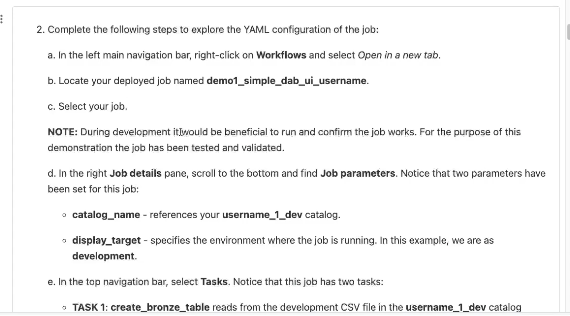 2. Complete the following steps to explore the YAML configuration of the job:
a. In the left main navigation bar, right-click on Workflows and select Open in a new tab.
b. Locate your deployed job named demo1_simple_dab_ui_username.
c. Select your job.
NOTE: During development it would be beneficial to run and confirm the job works. For the purpose of this
demonstration the job has been tested and validated.
d. In the right Job details pane, scroll to the bottom and find Job parameters. Notice that two parameters have
been set for this job:
◦ catalog_name - references your username_1_dev catalog.
◦ display_target - specifies the environment where the job is running. In this example, we are as
development.
e. In the top navigation bar, select Tasks. Notice that this job has two tasks:
◦ TASK 1: create_bronze_table reads from the development CSV file in the username_1_dev catalog